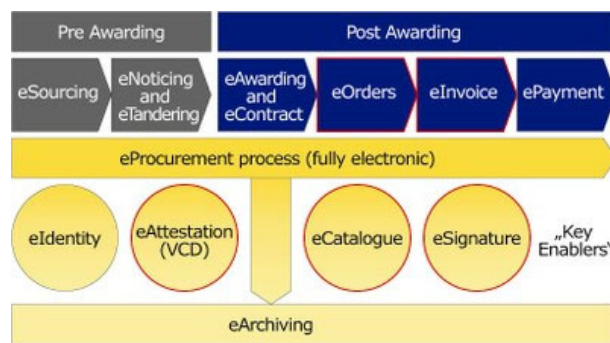 Pre Awarding
Post Awarding
eSourcing
eNoticing
and
eTandering
eAwarding
and
eContract
eOrders
eInvoice
ePayment
eProcurement process (fully electronic)
eIdentity
eAttestation
(VCD)
eCatalogue
eSignature
„Key
Enablers‟
eArchiving